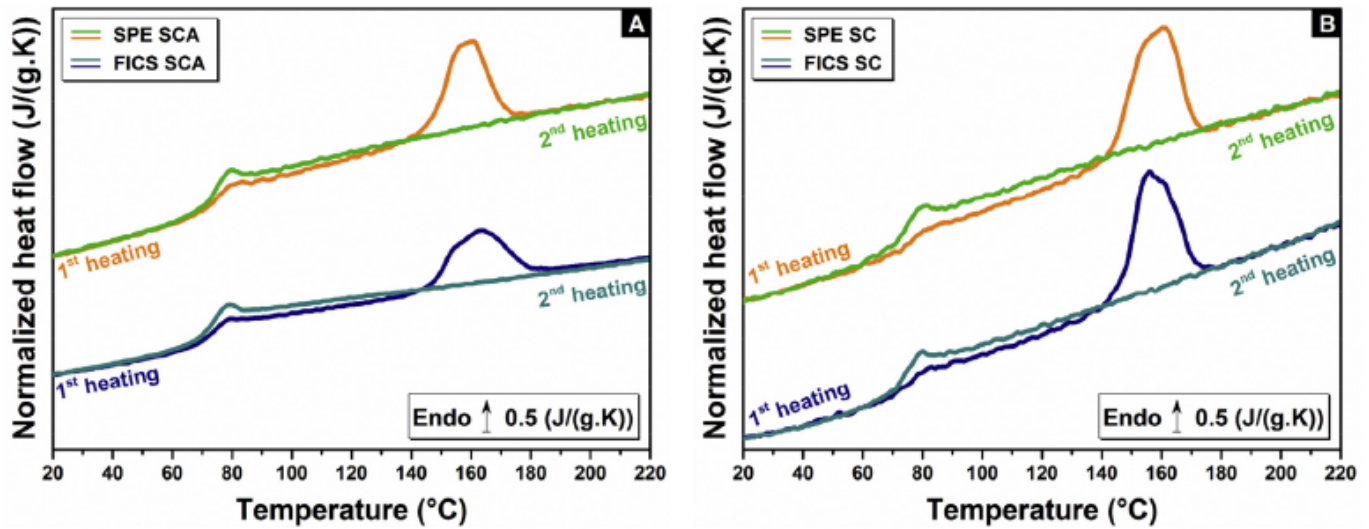 A
SPE SCA
FICS SCA
Normalized heat flow (J/(g.K))
2nd heating
1st heating
2nd heating
1st heating
Endo ↑ 0.5 (J/(g.K))
20 40 60 80 100 120 140 160 180 200 220
Temperature (°C)
B
SPE SC
FICS SC
Normalized heat flow (J/(g.K))
2nd heating
1st heating
2nd heating
1st heating
Endo ↑ 0.5 (J/(g.K))
20 40 60 80 100 120 140 160 180 200 220
Temperature (°C)